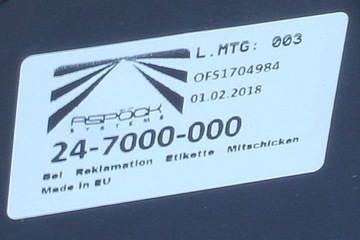 L.MTG: 003
OFS1704984
01.02.2018
ASPÖCK
SYSTEMS
24-7000-000
Bei Reklamation Etikette Mitschicken
Made in EU